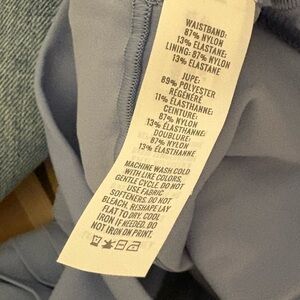 WAISTBAND:
87% NYLON
13% ELASTANE;
LINING: 87% NYLON
13% ELASTANE
JUPE:
89% POLYESTER
RÉGÉNÉRÉ
11% ÉLASTHANNE;
CEINTURE:
87% NYLON
13% ÉLASTHANNE;
DOUBLURE:
87% NYLON
13% ÉLASTHANNE
MACHINE WASH COLD
WITH LIKE COLORS,
GENTLE CYCLE DO NOT
USE FABRIC
SOFTENERS. DO NOT
BLEACH. RESHAPE LAY
FLAT TO DRY. COOL
IRON IF NEEDED. DO
NOT IRON ON PRINT.